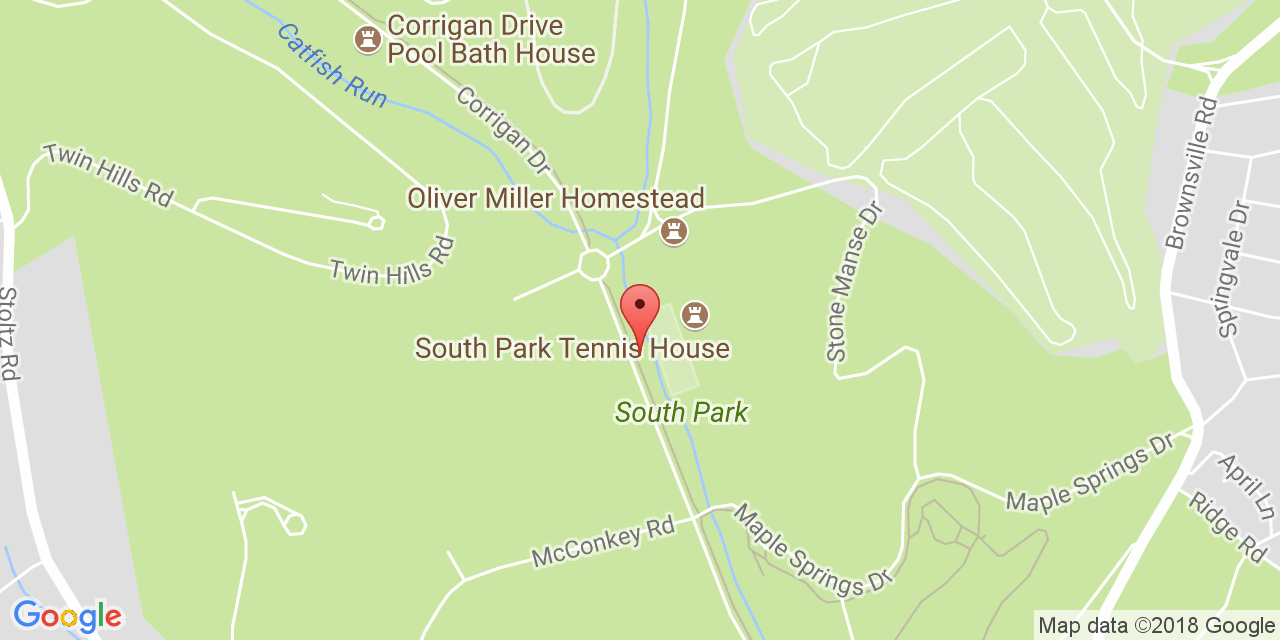 Corrigan Drive
Pool Bath House
Catfish Run
Corrigan Dr
Brownsville Rd
Twin Hills Rd
Oliver Miller Homestead
Stone Manse Dr
Springvale Dr
Twin Hills Rd
Stoltz Rd
South Park Tennis House
South Park
Maple Springs Dr
April Ln
Ridge Rd
McConkey Rd
Maple Springs Dr
Google
Map data ©2018 Google